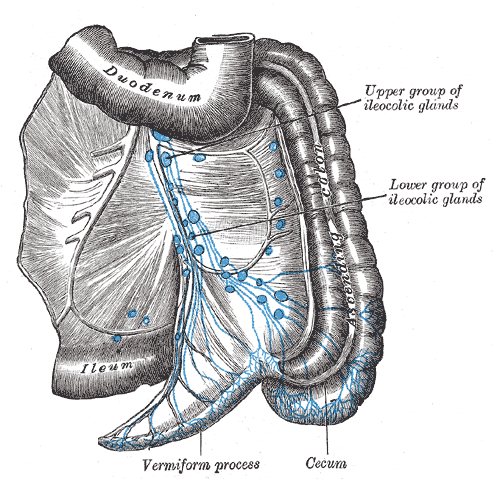 Duodenum
Upper group of
ileocolic glands
Lower group of
ileocolic glands
Ascending colon
Ileum
Vermiform process
Cecum